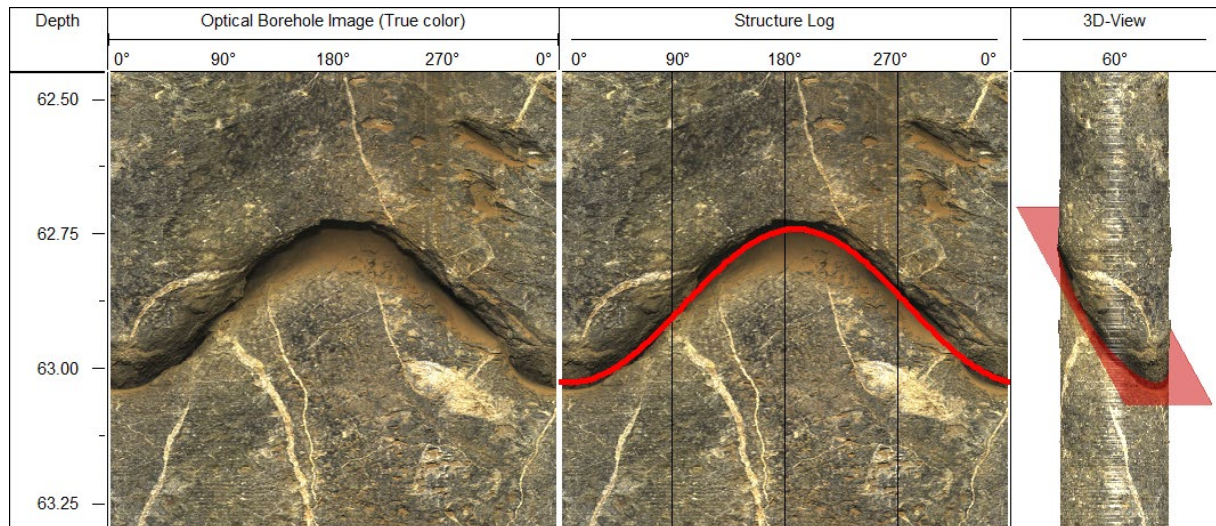 Depth Optical Borehole Image (True color) Structure Log 3D-View
0° 90° 180° 270° 0° 0° 90° 180° 270° 0° 60°
62.50
62.75
63.00
63.25